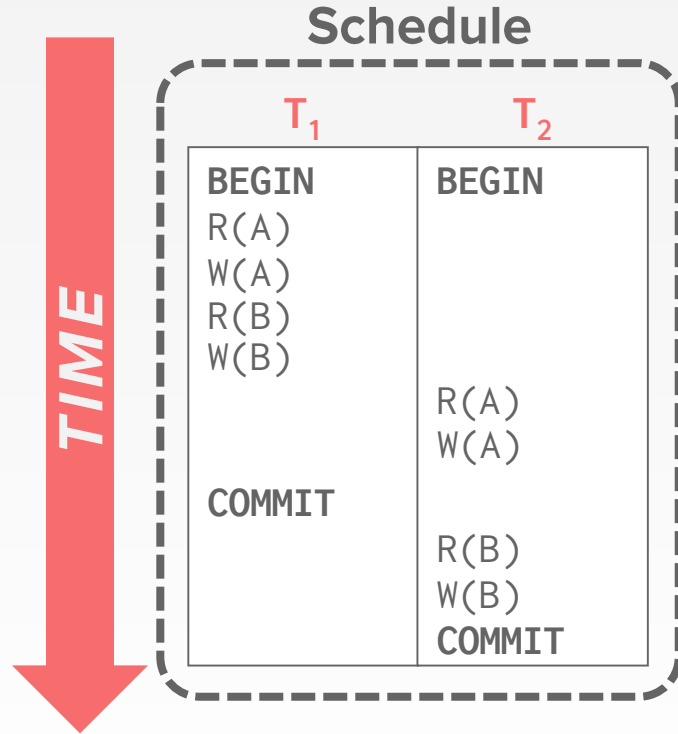 Schedule
TIME
T1 T2
BEGIN BEGIN
R(A)
W(A)
R(B)
W(B)
R(A)
W(A)
COMMIT
R(B)
W(B)
COMMIT